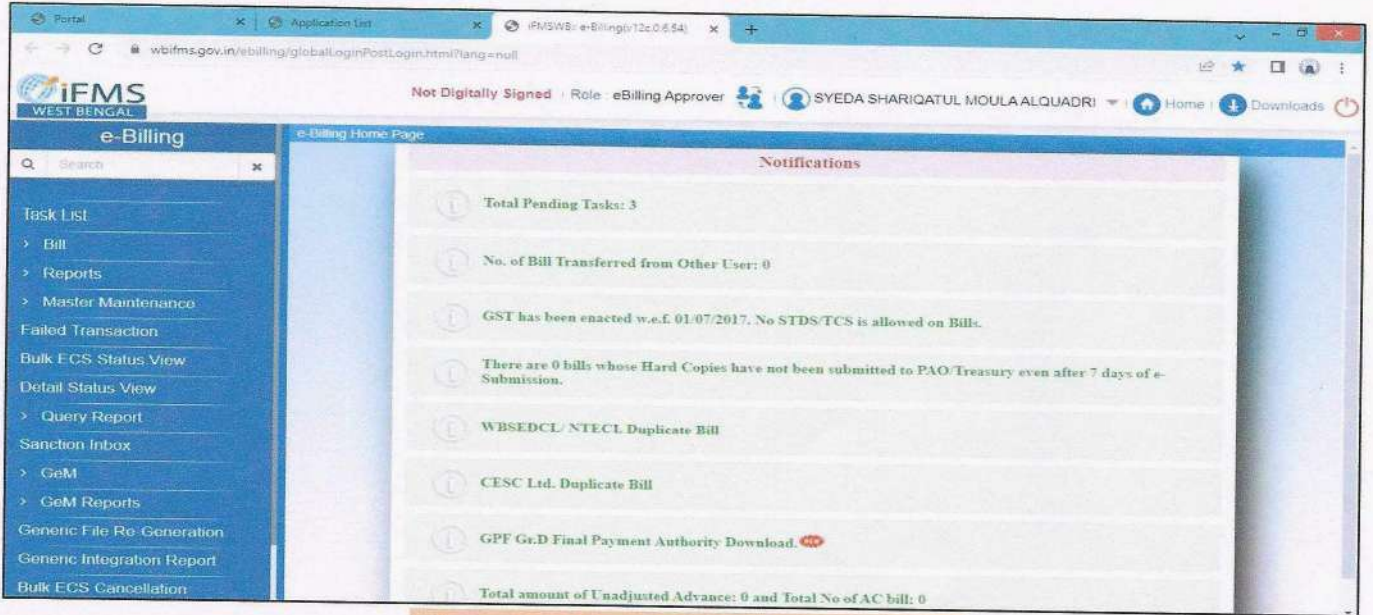 Portal
Application List
iFMSWB:: e-Billing(v12c.0.6.54)
wbifms.gov.in/ebilling/globalLoginPostLogin.html?lang=null
iFMS
WEST BENGAL
Not Digitally Signed
Role : eBilling Approver
SYEDA SHARIQATUL MOULA ALQUADRI
Home
Downloads
e-Billing
e-Billing Home Page
Search
Notifications
Task List
Total Pending Tasks: 3
> Bill
No. of Bill Transferred from Other User: 0
> Reports
> Master Maintenance
GST has been enacted w.e.f. 01/07/2017. No STDS/TCS is allowed on Bills.
Failed Transaction
Bulk ECS Status View
There are 0 bills whose Hard Copies have not been submitted to PAO/Treasury even after 7 days of e-
Submission.
Detail Status View
> Query Report
WBSEDCL/ NTECL Duplicate Bill
Sanction Inbox
> GeM
CESC Ltd. Duplicate Bill
> GeM Reports
Generic File Re Generation
GPF Gr.D Final Payment Authority Download.
Generic Integration Report
Bulk ECS Cancellation
Total amount of Unadjusted Advance: 0 and Total No of AC bill: 0